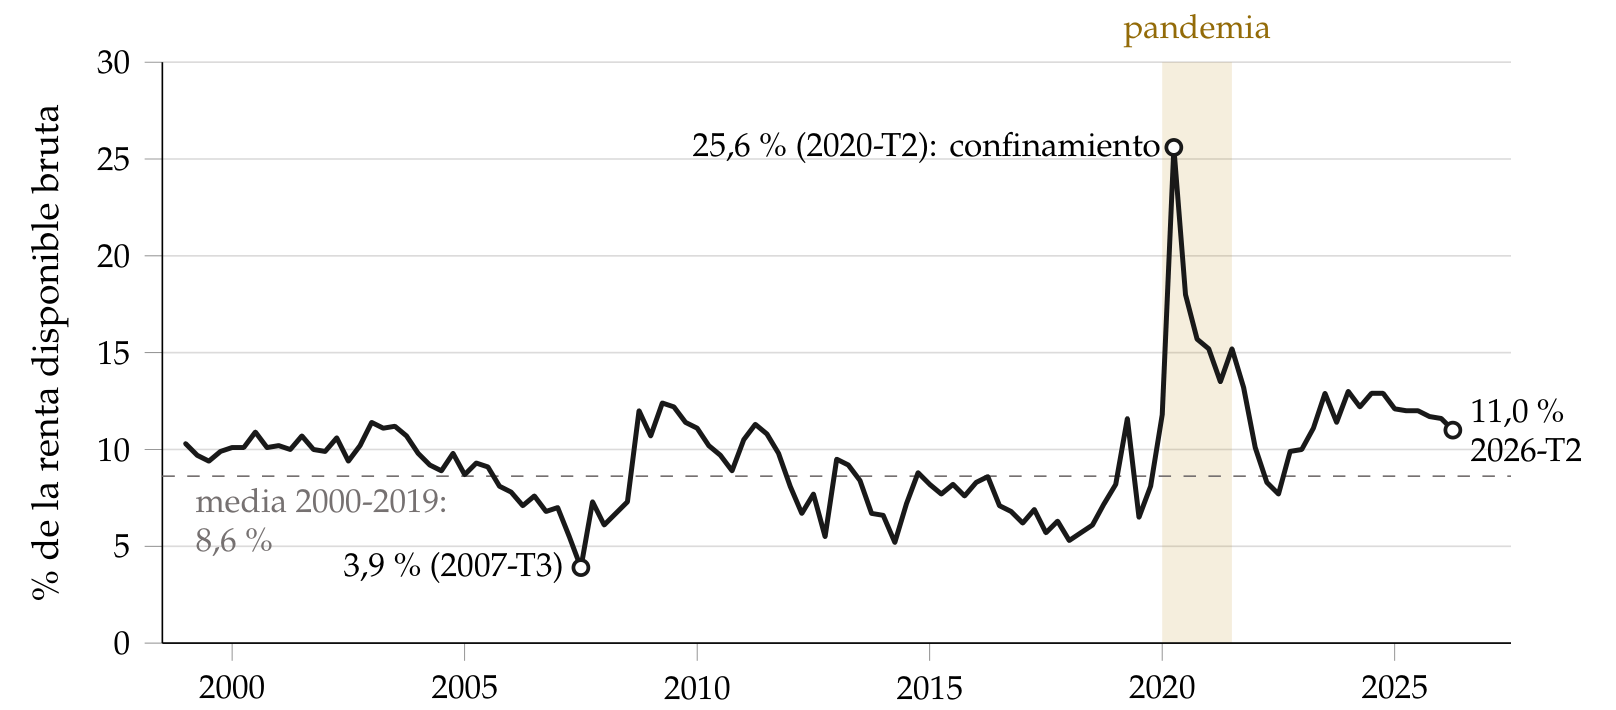 pandemia
% de la renta disponible bruta
30
25
20
15
10
5
0
25,6 % (2020-T2): confinamiento
11,0 %
2026-T2
media 2000-2019:
8,6 %
3,9 % (2007-T3)
2000
2005
2010
2015
2020
2025